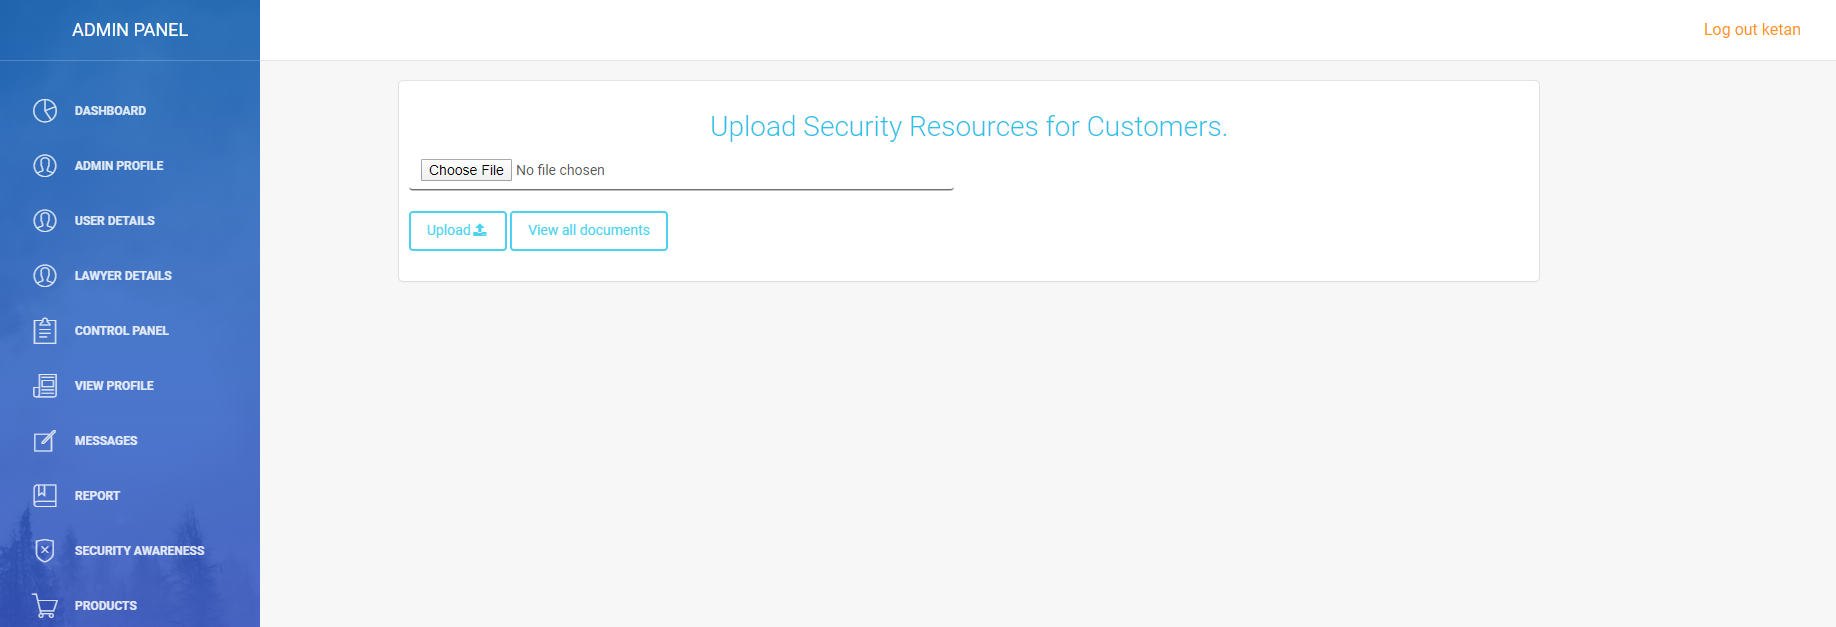 ADMIN PANEL
Log out ketan
DASHBOARD
ADMIN PROFILE
USER DETAILS
LAWYER DETAILS
CONTROL PANEL
VIEW PROFILE
MESSAGES
REPORT
SECURITY AWARENESS
PRODUCTS
Upload Security Resources for Customers.
Choose File No file chosen
Upload View all documents